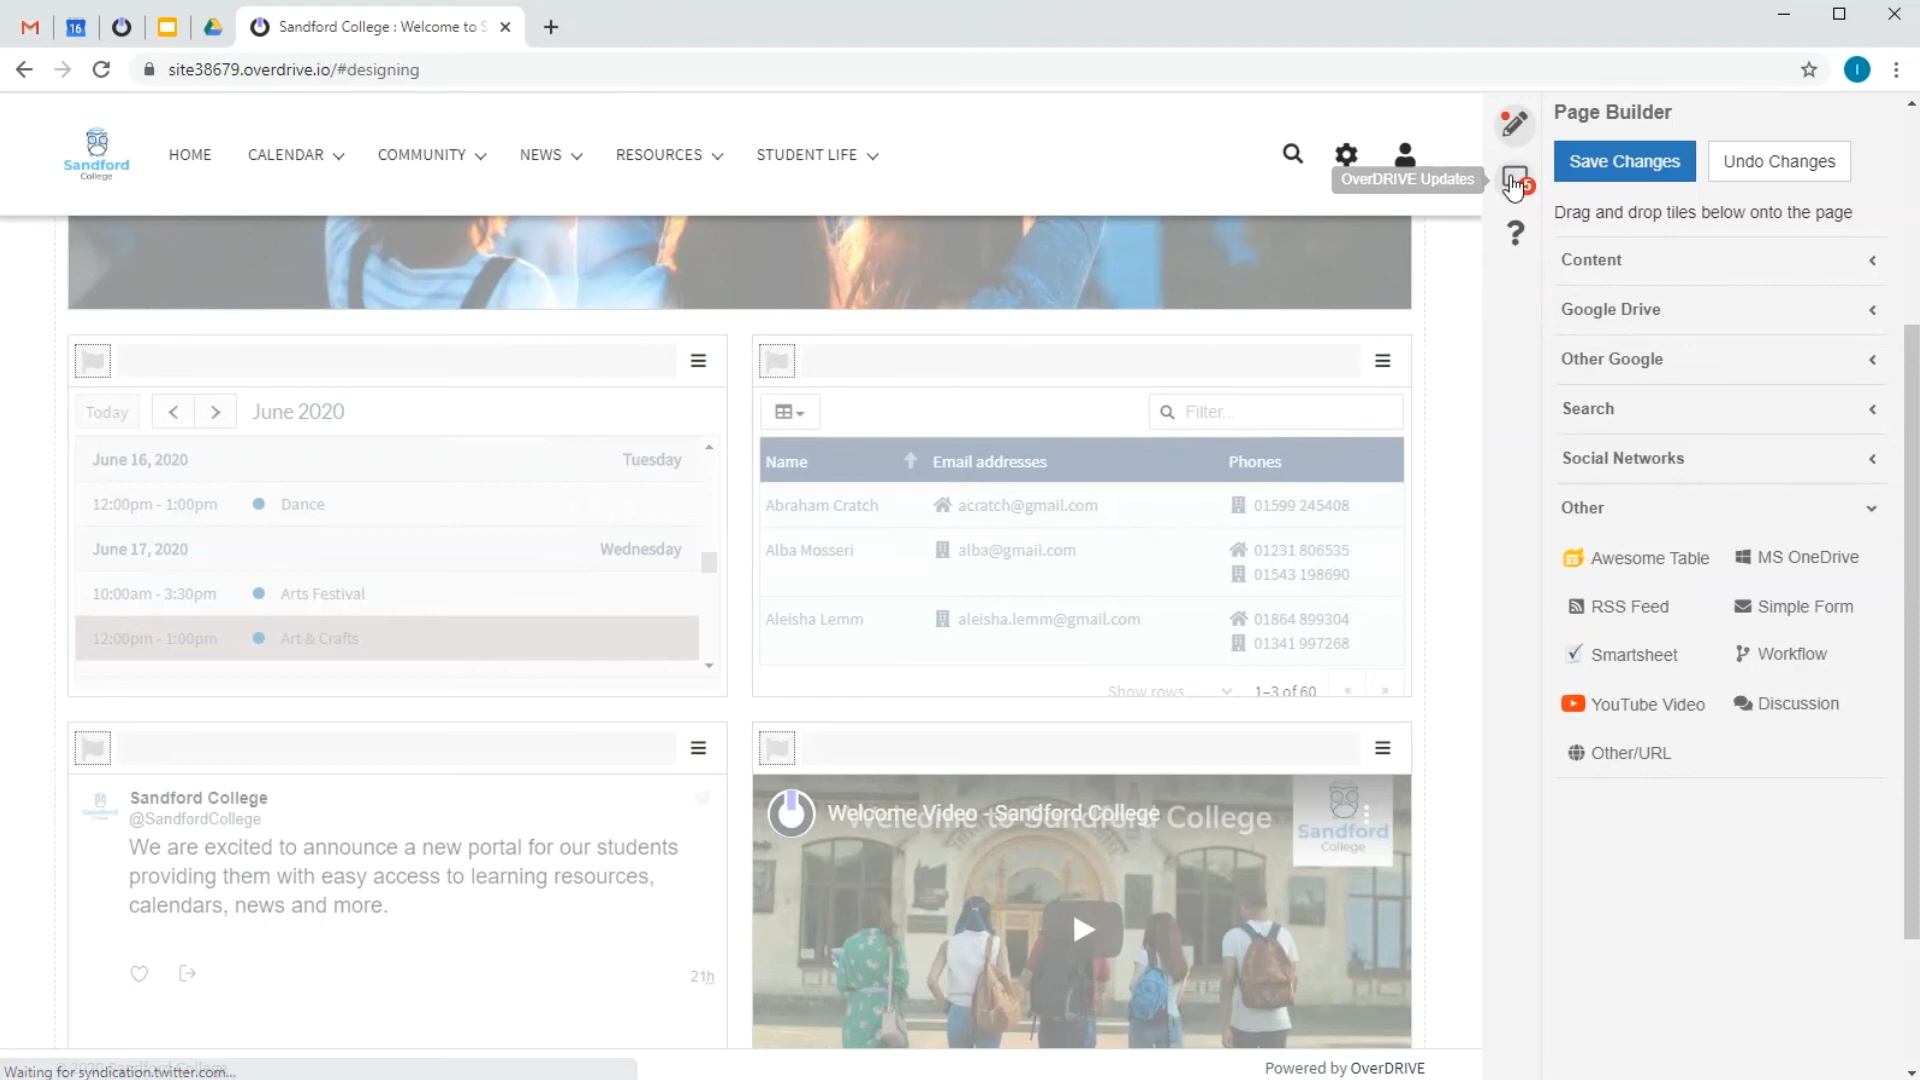 16
Sandford College : Welcome to S
site38679.overdrive.io/#designing
Sandford
College
HOME
CALENDAR
COMMUNITY
NEWS
RESOURCES
STUDENT LIFE
OverDRIVE Updates
5
?
Page Builder
Save Changes
Undo Changes
Drag and drop tiles below onto the page
Content
Google Drive
Other Google
Search
Social Networks
Other
Awesome Table
MS OneDrive
RSS Feed
Simple Form
Smartsheet
Workflow
YouTube Video
Discussion
Other/URL
Today
June 2020
June 16, 2020 Tuesday
12:00pm - 1:00pm Dance
June 17, 2020 Wednesday
10:00am - 3:30pm Arts Festival
12:00pm - 1:00pm Art & Crafts
Filter...
Name Email addresses Phones
Abraham Cratch acratch@gmail.com 01599 245408
Alba Mosseri alba@gmail.com 01231 806535
01543 198690
Aleisha Lemm aleisha.lemm@gmail.com 01864 899304
01341 997268
Show rows 1–3 of 60 « »
Sandford College
@SandfordCollege
We are excited to announce a new portal for our students
providing them with easy access to learning resources,
calendars, news and more.
21h
Welcome Video - Sandford College
Welcome to Sandford College
Sandford
College
© 2020 Sandford College
Waiting for syndication.twitter.com...
Powered by OverDRIVE